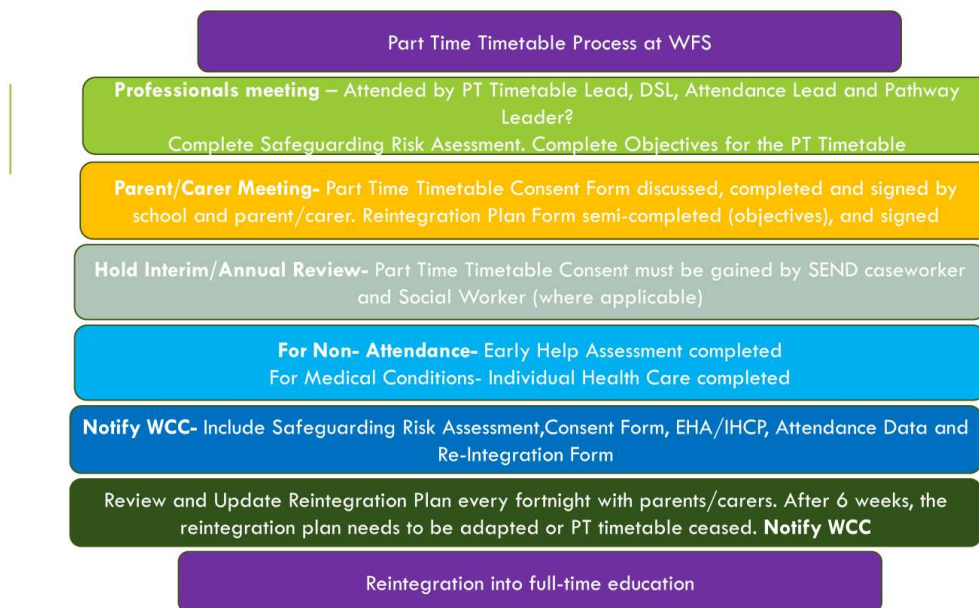 Part Time Timetable Process at WFS
Professionals meeting – Attended by PT Timetable Lead, DSL, Attendance Lead and Pathway
Leader?
Complete Safeguarding Risk Asessment. Complete Objectives for the PT Timetable
Parent/Carer Meeting- Part Time Timetable Consent Form discussed, completed and signed by
school and parent/carer. Reintegration Plan Form semi-completed (objectives), and signed
Hold Interim/Annual Review- Part Time Timetable Consent must be gained by SEND caseworker
and Social Worker (where applicable)
For Non- Attendance- Early Help Assessment completed
For Medical Conditions- Individual Health Care completed
Notify WCC- Include Safeguarding Risk Assessment,Consent Form, EHA/IHCP, Attendance Data and
Re-Integration Form
Review and Update Reintegration Plan every fortnight with parents/carers. After 6 weeks, the
reintegration plan needs to be adapted or PT timetable ceased. Notify WCC
Reintegration into full-time education